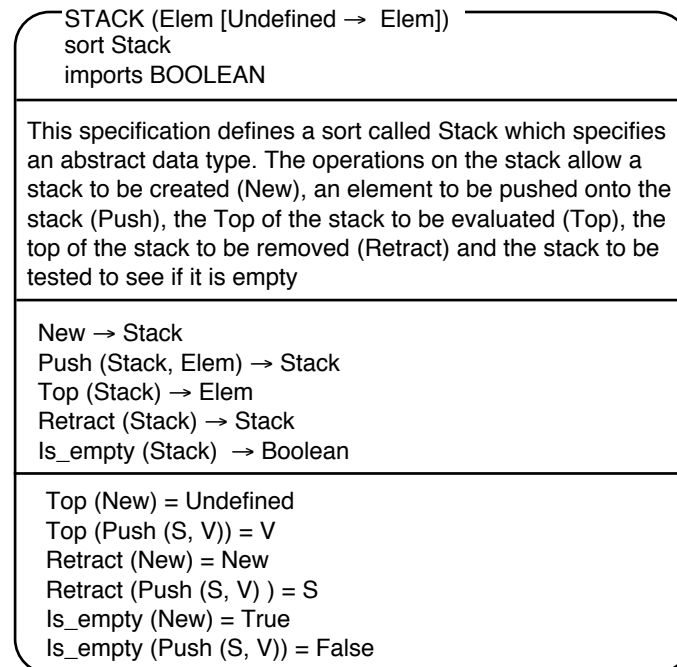 STACK (Elem [Undefined → Elem])
sort Stack
imports BOOLEAN
This specification defines a sort called Stack which specifies
an abstract data type. The operations on the stack allow a
stack to be created (New), an element to be pushed onto the
stack (Push), the Top of the stack to be evaluated (Top), the
top of the stack to be removed (Retract) and the stack to be
tested to see if it is empty
New → Stack
Push (Stack, Elem) → Stack
Top (Stack) → Elem
Retract (Stack) → Stack
Is_empty (Stack) → Boolean
Top (New) = Undefined
Top (Push (S, V)) = V
Retract (New) = New
Retract (Push (S, V) ) = S
Is_empty (New) = True
Is_empty (Push (S, V)) = False